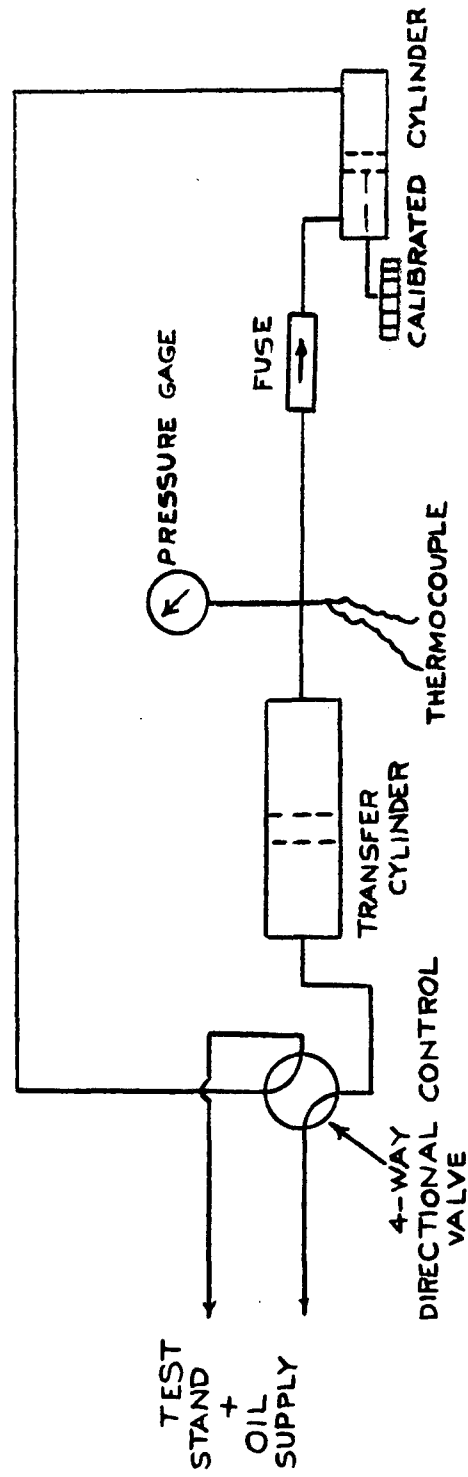 TEST
STAND
+
OIL
SUPPLY
4-WAY
DIRECTIONAL CONTROL
VALVE
TRANSFER
CYLINDER
THERMOCOUPLE
PRESSURE GAGE
FUSE
CALIBRATED CYLINDER